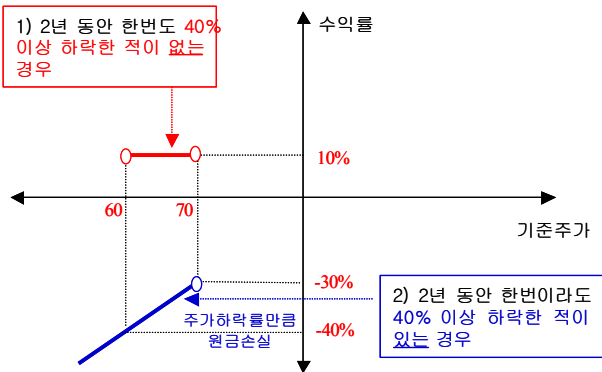 1) 2년 동안 한번도 40%
이상 하락한 적이 없는
경우
수익률
10%
60
70
기준주가
-30%
주가하락률만큼
원금손실
-40%
2) 2년 동안 한번이라도
40% 이상 하락한 적이
있는 경우